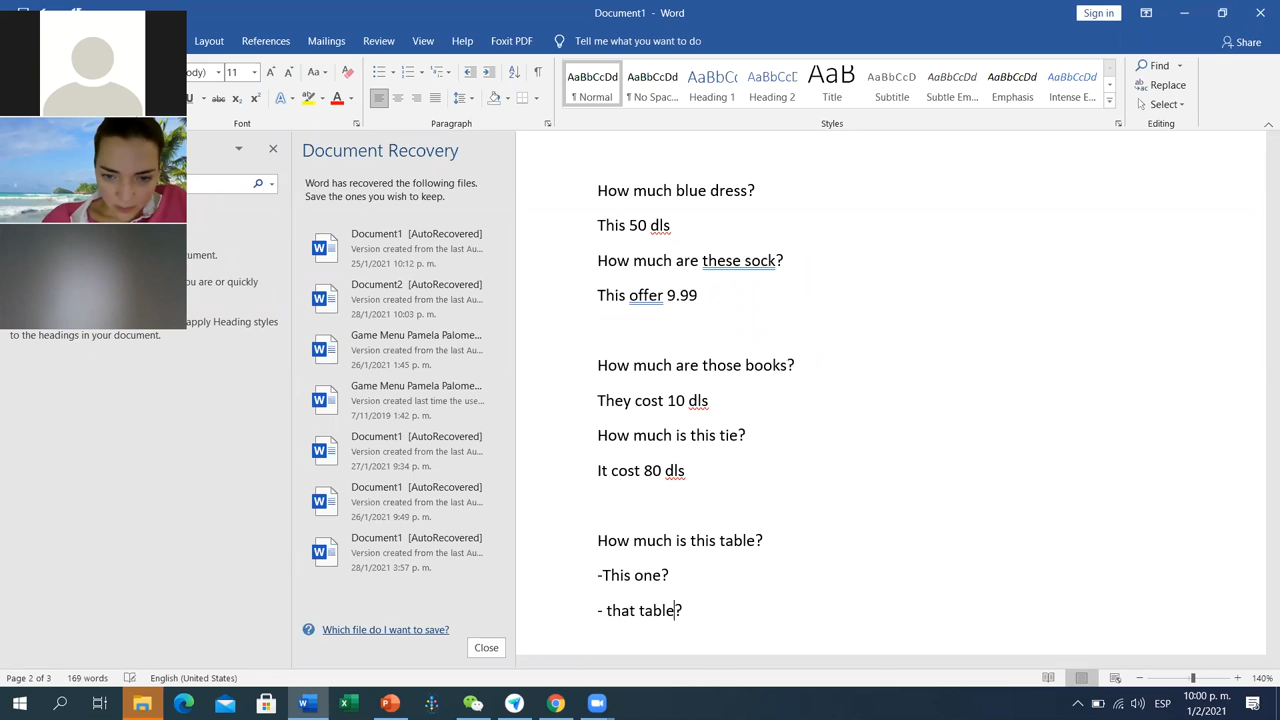 Document1 - Word
Sign in
Layout References Mailings Review View Help Foxit PDF Tell me what you want to do Share
11 Aa
AaBbCcDd AaBbCcDd AaBbC AaBbCcD AaB AaBbCcD AaBbCcDd AaBbCcDd AaBbCcDd
¶ Normal ¶ No Spac... Heading 1 Heading 2 Title Subtitle Subtle Em... Emphasis Intense E...
Find
Replace
Select
Font Paragraph Styles Editing
Document Recovery
Word has recovered the following files.
Save the ones you wish to keep.
Document1 [AutoRecovered]
Version created from the last Au...
25/1/2021 10:12 p. m.
Document2 [AutoRecovered]
Version created from the last Au...
28/1/2021 10:03 p. m.
Game Menu Pamela Palome...
Version created from the last Au...
26/1/2021 1:45 p. m.
Game Menu Pamela Palome...
Version created last time the use...
7/11/2019 1:42 p. m.
Document1 [AutoRecovered]
Version created from the last Au...
27/1/2021 9:34 p. m.
Document1 [AutoRecovered]
Version created from the last Au...
26/1/2021 9:49 p. m.
Document1 [AutoRecovered]
Version created from the last Au...
28/1/2021 3:57 p. m.
Which file do I want to save?
Close
apply Heading styles
to the headings in your document.
How much blue dress?
This 50 dls
How much are these sock?
This offer 9.99
How much are those books?
They cost 10 dls
How much is this tie?
It cost 80 dls
How much is this table?
-This one?
- that table?
Page 2 of 3 169 words English (United States) 140%
ESP
10:00 p. m.
1/2/2021